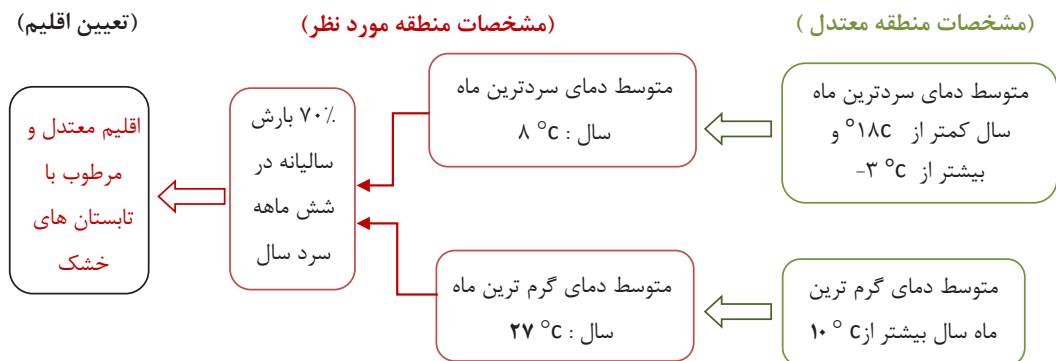 (مشخصات منطقه معتدل )
(مشخصات منطقه مورد نظر)
(تعیین اقلیم)
متوسط دمای سردترین ماه
سال کمتر از ۱۸c° و
بیشتر از ۳ °c-
متوسط دمای سردترین ماه
سال : ۸ °c
۷۰٪ بارش
سالیانه در
شش ماهه
سرد سال
اقلیم معتدل و
مرطوب با
تابستان های
خشک
متوسط دمای گرم ترین
ماه سال بیشتر از۱۰ °c
متوسط دمای گرم ترین ماه
سال : ۲۷ °c